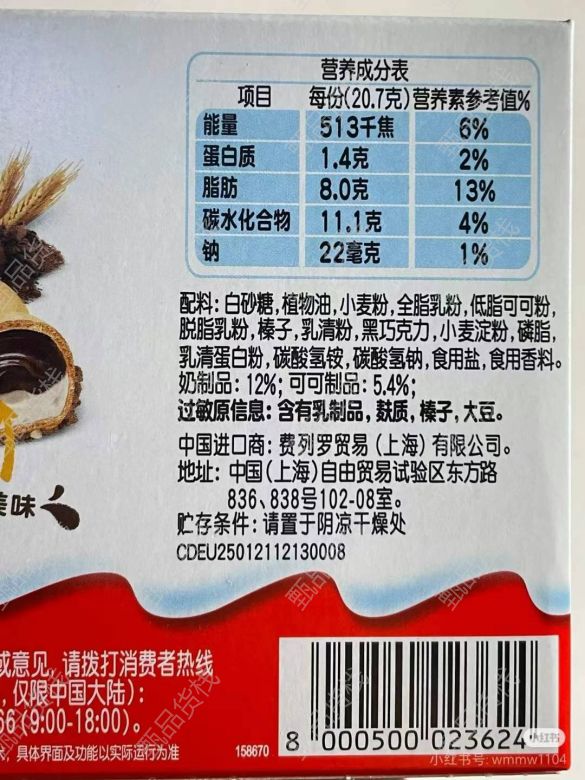 营养成分表
项目 每份(20.7克) 营养素参考值%
能量 513千焦 6%
蛋白质 1.4克 2%
脂肪 8.0克 13%
碳水化合物 11.1克 4%
钠 22毫克 1%
配料：白砂糖，植物油，小麦粉，全脂乳粉，低脂可可粉，
脱脂乳粉，榛子，乳清粉，黑巧克力，小麦淀粉，磷脂，
乳清蛋白粉，碳酸氢铵，碳酸氢钠，食用盐，食用香料。
奶制品：12%；可可制品：5.4%；
过敏原信息：含有乳制品，麸质，榛子，大豆。
中国进口商：费列罗贸易（上海）有限公司。
地址：中国（上海）自由贸易试验区东方路
836、838号102-08室。
贮存条件：请置于阴凉干燥处
CDEU25012112130008
美味
或意见，请拨打消费者热线
，仅限中国大陆）：
66(9:00-18:00)。
，具体界面及功能以实际运行为准
158670
8 000500 023624
小红书
小红书号: wmmw1104
甄品货栈